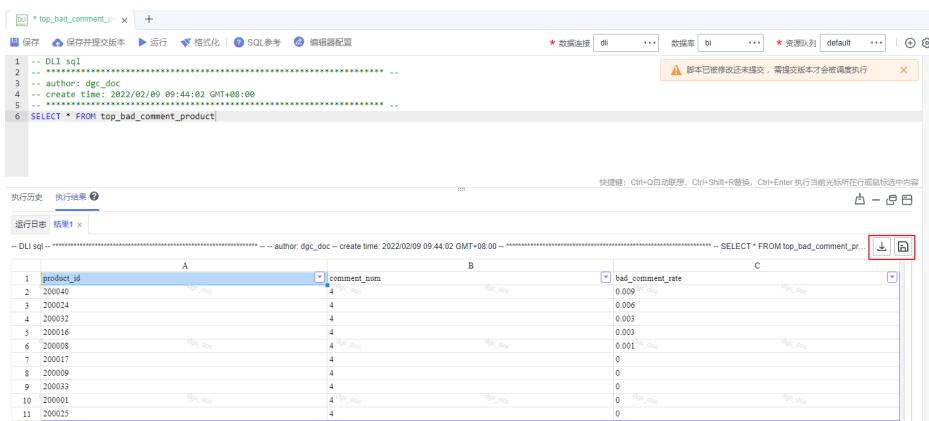 DLI * top_bad_comment_p x +
保存 保存并提交版本 运行 格式化 SQL参考 编辑器配置 * 数据连接 dli ... 数据库 bi ... * 资源队列 default ...
1 -- DLI sql
2 -- ******************************************************************** --
3 -- author: dgc_doc
4 -- create time: 2022/02/09 09:44:02 GMT+08:00
5 -- ******************************************************************** --
6 SELECT * FROM top_bad_comment_product
脚本已被修改还未提交，需提交版本才会被调度执行 ×
快捷键：Ctrl+Q自动联想，Ctrl+Shift+R替换，Ctrl+Enter 执行当前光标所在行或鼠标选中内容
执行历史 执行结果
运行日志 结果1 ×
-- DLI sql -- ******************************************************************** -- -- author: dgc_doc -- create time: 2022/02/09 09:44:02 GMT+08:00 -- ******************************************************************** -- SELECT * FROM top_bad_comment_pr...
A B C
1 product_id comment_num bad_comment_rate
2 200040 4 0.009
3 200024 4 0.006
4 200032 4 0.003
5 200016 4 0.003
6 200008 4 0.001
7 200017 4 0
8 200009 4 0
9 200033 4 0
10 200001 4 0
11 200025 4 0